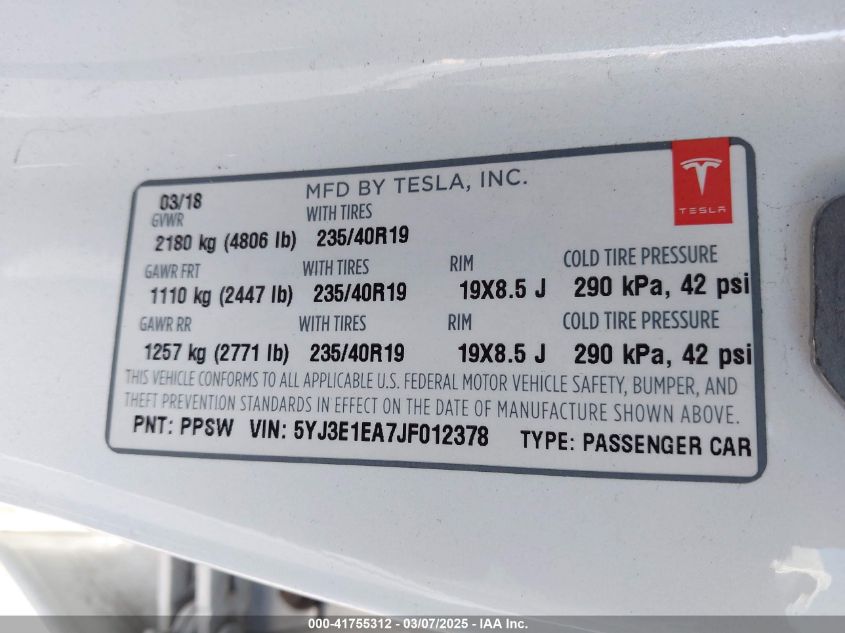 MFD BY TESLA, INC.
TESLA
03/18
GVWR WITH TIRES
2180 kg (4806 lb) 235/40R19
GAWR FRT WITH TIRES RIM COLD TIRE PRESSURE
1110 kg (2447 lb) 235/40R19 19X8.5 J 290 kPa, 42 psi
GAWR RR WITH TIRES RIM COLD TIRE PRESSURE
1257 kg (2771 lb) 235/40R19 19X8.5 J 290 kPa, 42 psi
THIS VEHICLE CONFORMS TO ALL APPLICABLE U.S. FEDERAL MOTOR VEHICLE SAFETY, BUMPER, AND
THEFT PREVENTION STANDARDS IN EFFECT ON THE DATE OF MANUFACTURE SHOWN ABOVE.
PNT: PPSW VIN: 5YJ3E1EA7JF012378 TYPE: PASSENGER CAR
000-41755312 - 03/07/2025 - IAA Inc.